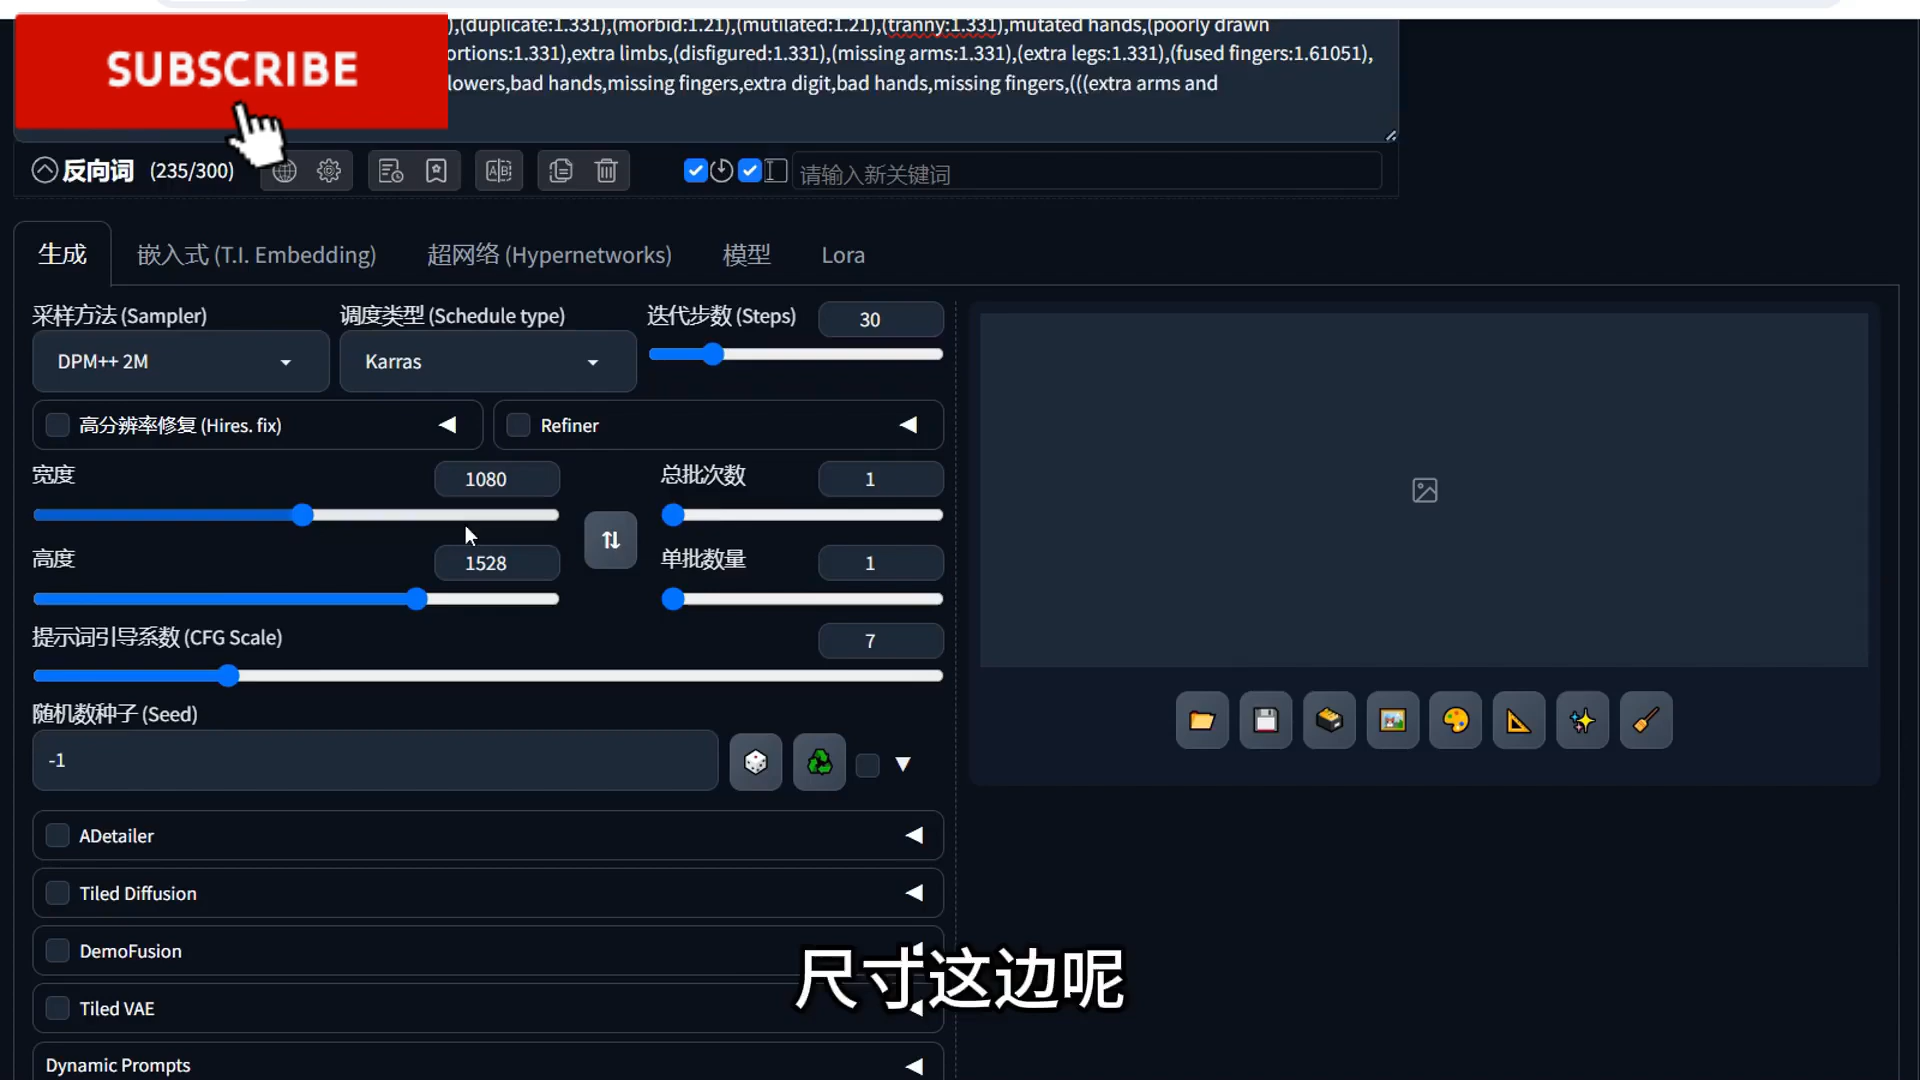 ),(duplicate:1.331),(morbid:1.21),(mutilated:1.21),(tranny:1.331),mutated hands,(poorly drawn
ortions:1.331),extra limbs,(disfigured:1.331),(missing arms:1.331),(extra legs:1.331),(fused fingers:1.61051),
lowers,bad hands,missing fingers,extra digit,bad hands,missing fingers,(((extra arms and
SUBSCRIBE
反向词 (235/300)
请输入新关键词
生成 嵌入式 (T.I. Embedding) 超网络 (Hypernetworks) 模型 Lora
采样方法 (Sampler) 调度类型 (Schedule type) 迭代步数 (Steps) 30
DPM++ 2M Karras
高分辨率修复 (Hires. fix) Refiner
宽度 1080 总批次数 1
高度 1528 单批数量 1
提示词引导系数 (CFG Scale) 7
随机数种子 (Seed)
-1
ADetailer
Tiled Diffusion
DemoFusion
尺寸这边呢
Tiled VAE
Dynamic Prompts